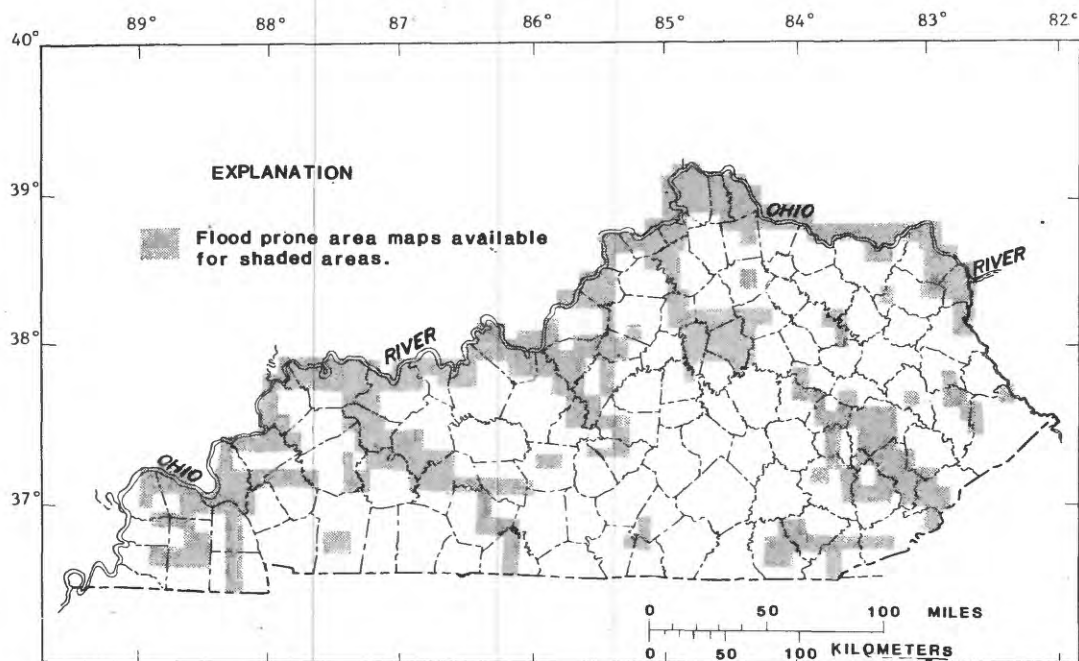 89° 88° 87° 86° 85° 84° 83° 82°
40°
39°
38°
37°
EXPLANATION
Flood prone area maps available
for shaded areas.
OHIO
RIVER
RIVER
OHIO
0 50 100 MILES
0 50 100 KILOMETERS